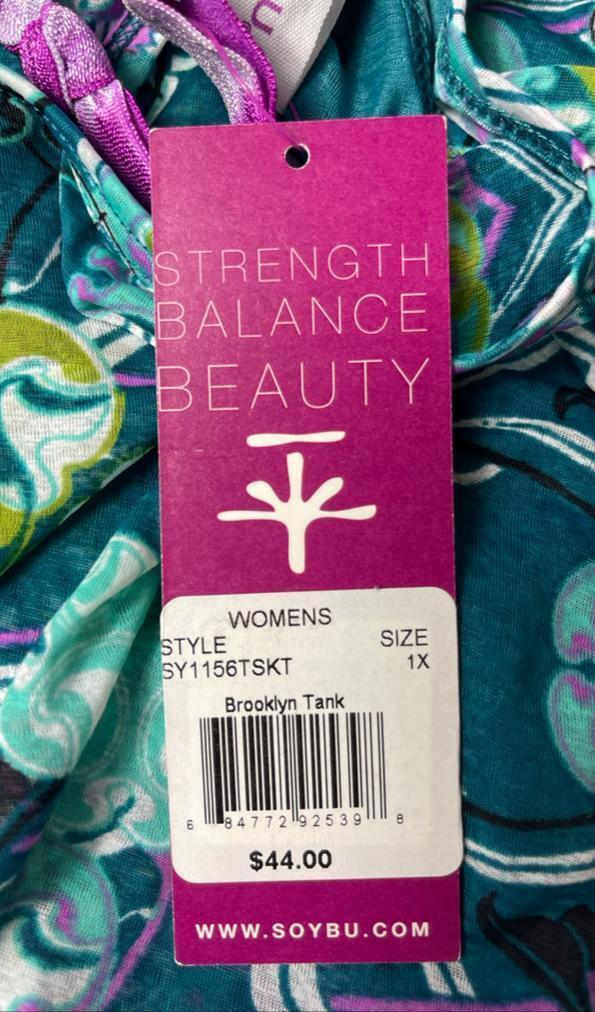 STRENGTH
BALANCE
BEAUTY
WOMENS
STYLE SIZE
SY1156TSKT 1X
Brooklyn Tank
6 84772 92539 8
$44.00
WWW.SOYBU.COM